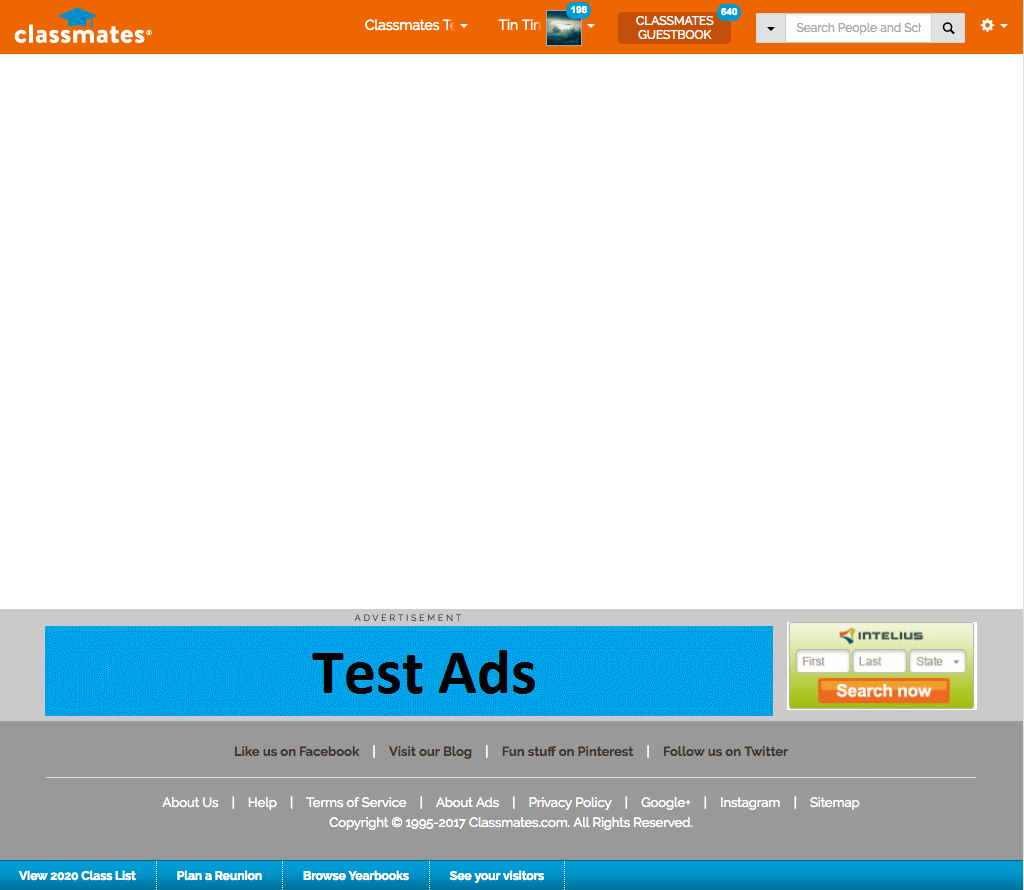 classmates®
Classmates Te
Tin Tin
198
CLASSMATES
GUESTBOOK
640
Search People and Sch
ADVERTISEMENT
Test Ads
INTELIUS
First
Last
State
Search now
Like us on Facebook | Visit our Blog | Fun stuff on Pinterest | Follow us on Twitter
About Us | Help | Terms of Service | About Ads | Privacy Policy | Google+ | Instagram | Sitemap
Copyright © 1995-2017 Classmates.com. All Rights Reserved.
View 2020 Class List
Plan a Reunion
Browse Yearbooks
See your visitors